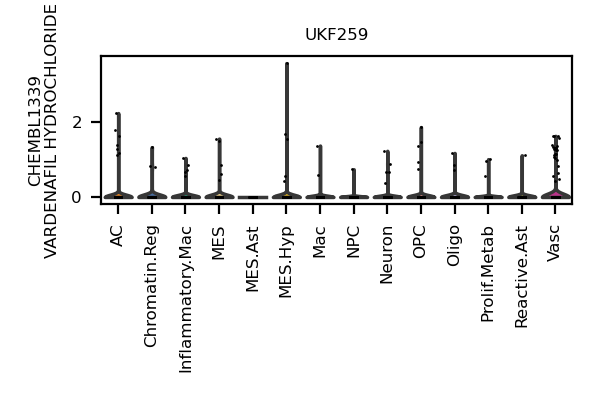 UKF259
CHEMBL1339
VARDENAFIL HYDROCHLORIDE
2
0
AC
Chromatin.Reg
Inflammatory.Mac
MES
MES.Ast
MES.Hyp
Mac
NPC
Neuron
OPC
Oligo
Prolif.Metab
Reactive.Ast
Vasc